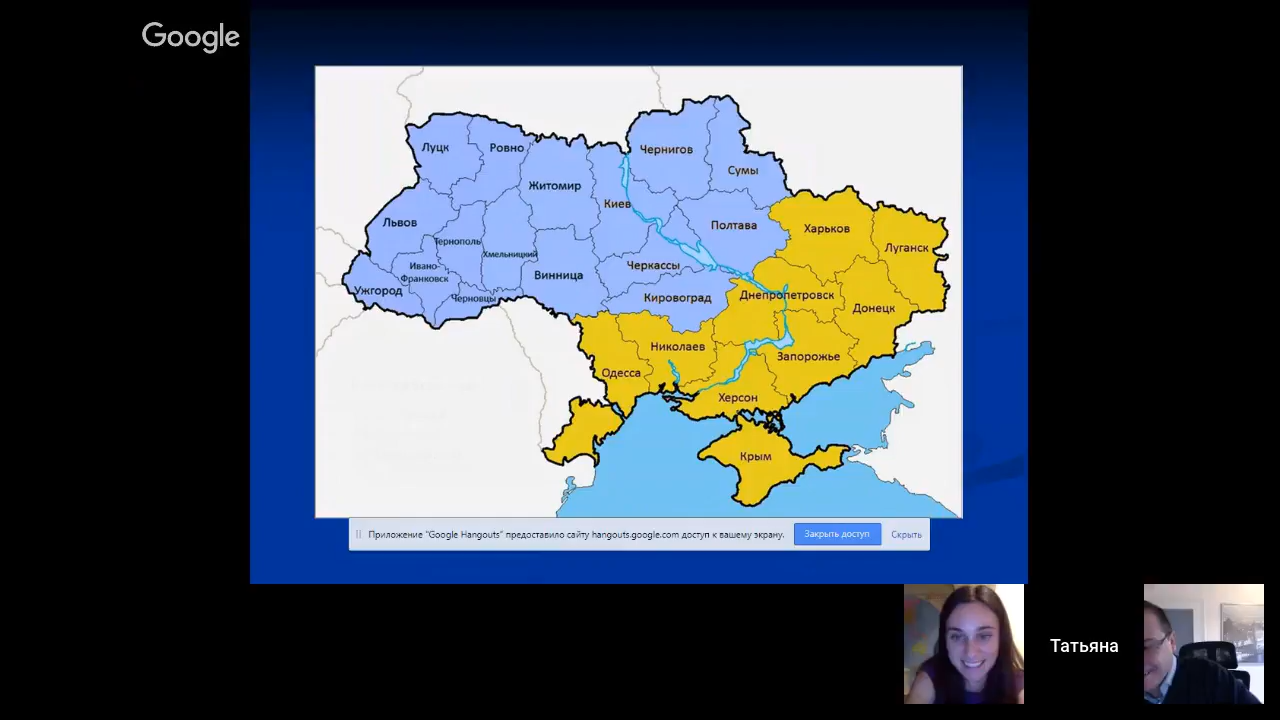 Google
Луцк
Ровно
Чернигов
Сумы
Житомир
Киев
Львов
Полтава
Харьков
Луганск
Тернополь
Хмельницкий
Ивано
Франковск
Черкассы
Винница
Ужгород
Черновцы
Кировоград
Днепропетровск
Донецк
Николаев
Запорожье
Одесса
Херсон
Крым
Приложение "Google Hangouts" предоставило сайту hangouts.google.com доступ к вашему экрану.
Закрыть доступ
Скрыть
Татьяна